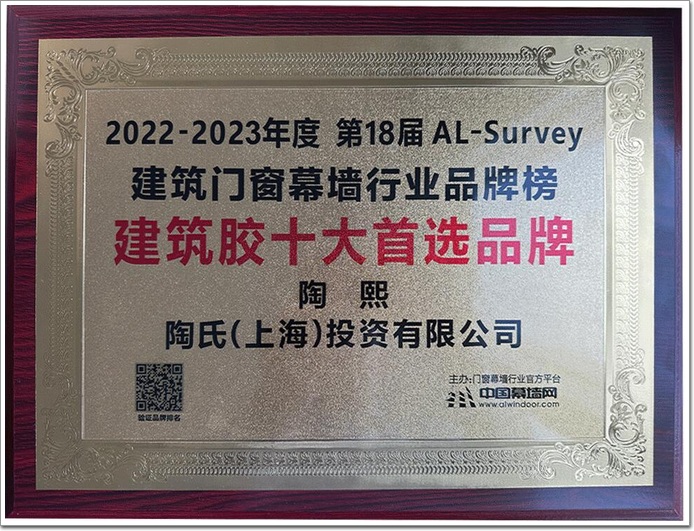 2022-2023年度 第18届 AL-Survey
建筑门窗幕墙行业品牌榜
建筑胶十大首选品牌
陶 熙
陶氏(上海)投资有限公司
验证品牌排名
主办:门窗幕墙行业官方平台
中国幕墙网
www.alwindoor.com